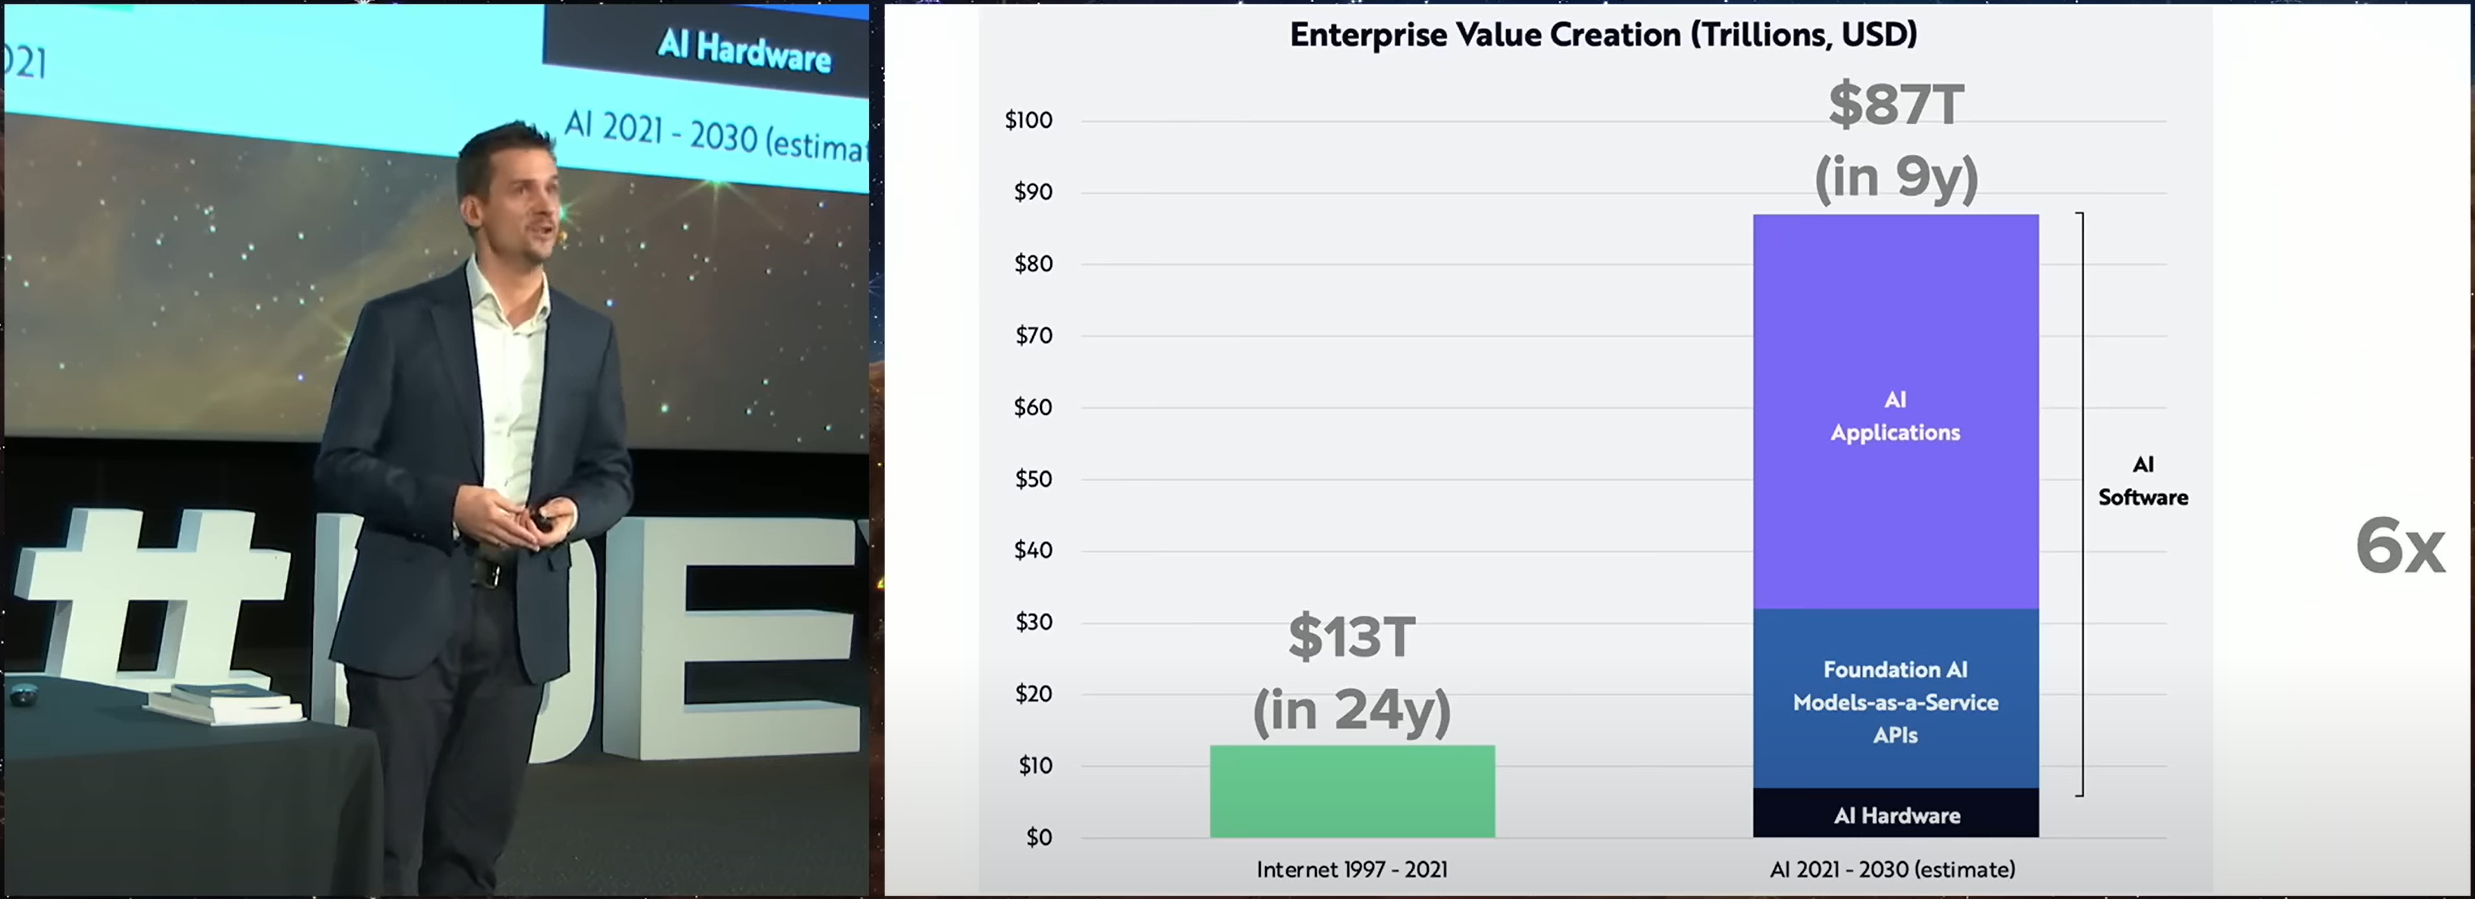 021
AI Hardware
AI 2021 - 2030 (estimat
#DE
Enterprise Value Creation (Trillions, USD)
$87T
(in 9y)
$100
$90
$80
$70
$60
$50
$40
$30
$20
$10
$0
AI
Applications
AI
Software
6x
$13T
(in 24y)
Foundation AI
Models-as-a-Service
APIs
AI Hardware
Internet 1997 - 2021
AI 2021 - 2030 (estimate)